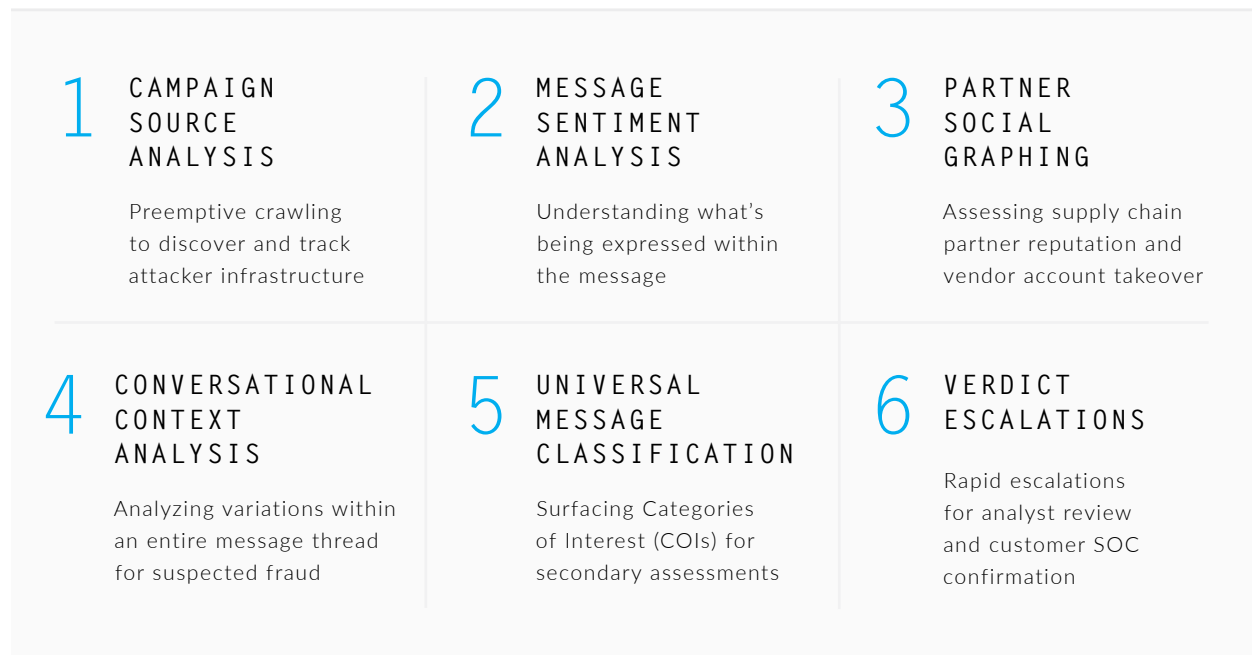 1
CAMPAIGN
SOURCE
ANALYSIS
Preemptive crawling
to discover and track
attacker infrastructure
2
MESSAGE
SENTIMENT
ANALYSIS
Understanding what’s
being expressed within
the message
3
PARTNER
SOCIAL
GRAPHING
Assessing supply chain
partner reputation and
vendor account takeover
4
CONVERSATIONAL
CONTEXT
ANALYSIS
Analyzing variations within
an entire message thread
for suspected fraud
5
UNIVERSAL
MESSAGE
CLASSIFICATION
Surfacing Categories
of Interest (COIs) for
secondary assessments
6
VERDICT
ESCALATIONS
Rapid escalations
for analyst review
and customer SOC
confirmation